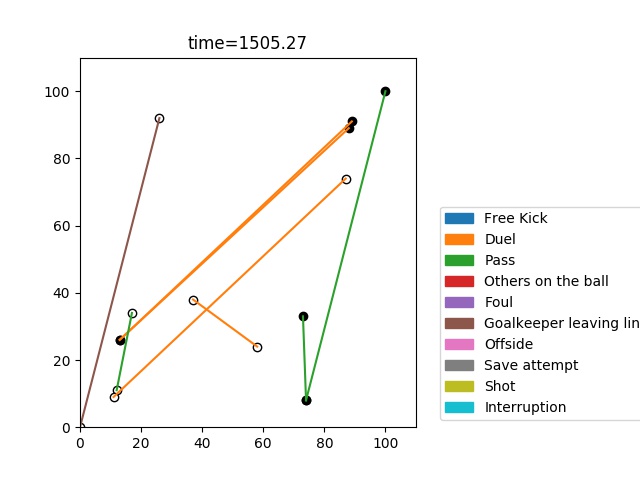 time=1505.27
100
80
60
40
20
0
0 20 40 60 80 100
Free Kick
Duel
Pass
Others on the ball
Foul
Goalkeeper leaving lin
Offside
Save attempt
Shot
Interruption